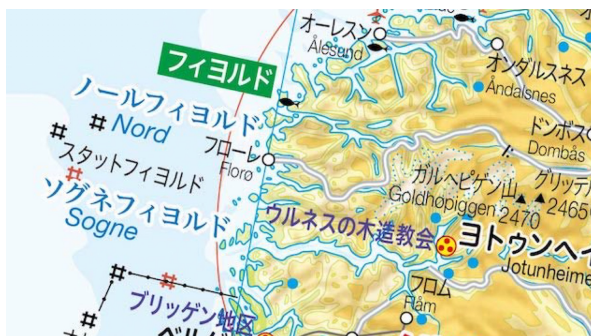 オーレスン
Ålesund
オンダルスネス
Åndalsnes
フィヨルド
ノールフィヨルド
Nord
ドンボス
Dombås
スタットフィヨルド
フローレ
Florø
ガルヘピゲン山
Goldhøpiggen 2470
グリッテル
2465
ソグネフィヨルド
Sogne
ウルネスの木造教会
ヨトゥンヘイ
Jotunheime
フロム
Flåm
ブリッゲン地区